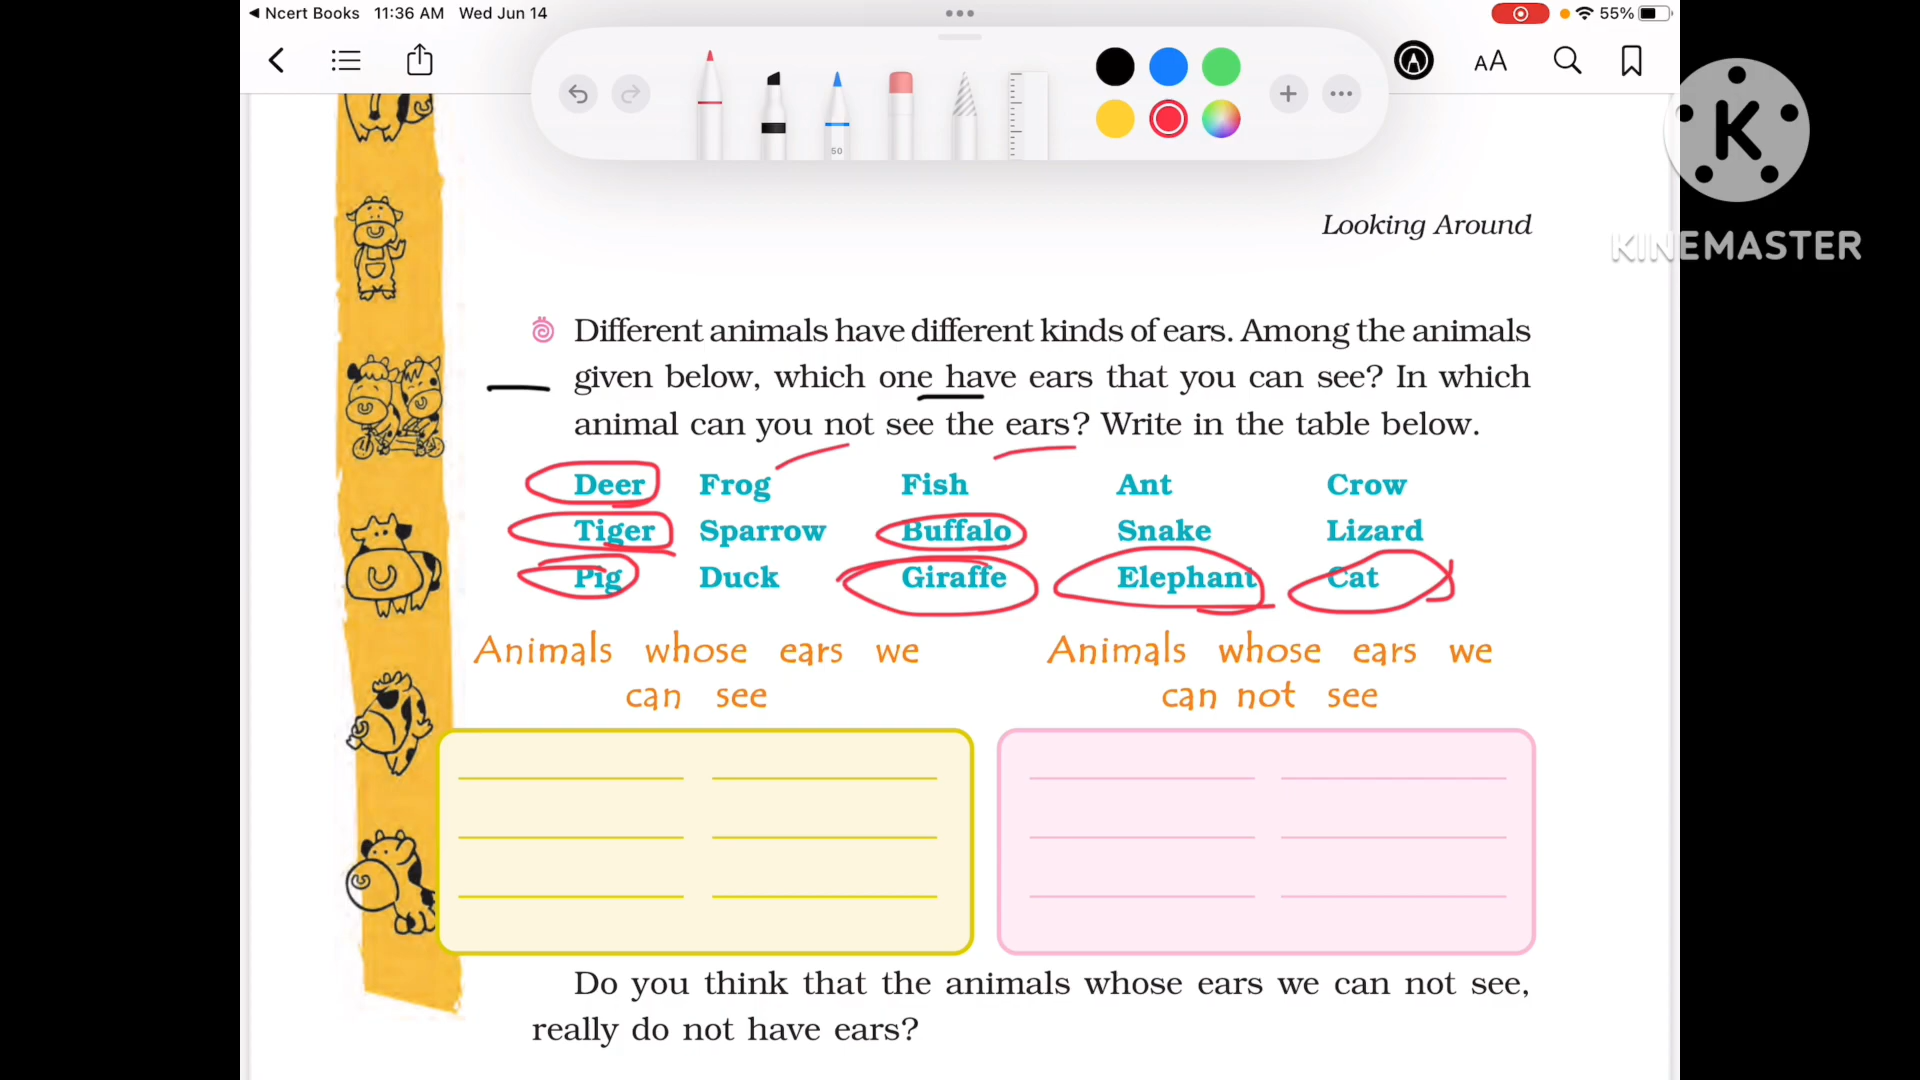 Ncert Books 11:36 AM Wed Jun 14
55%
AA
50
K
KINEMASTER
Looking Around
Different animals have different kinds of ears. Among the animals
given below, which one have ears that you can see? In which
animal can you not see the ears? Write in the table below.
Deer Frog Fish Ant Crow
Tiger Sparrow Buffalo Snake Lizard
Pig Duck Giraffe Elephant Cat
Animals whose ears we
can see
Animals whose ears we
can not see
Do you think that the animals whose ears we can not see,
really do not have ears?